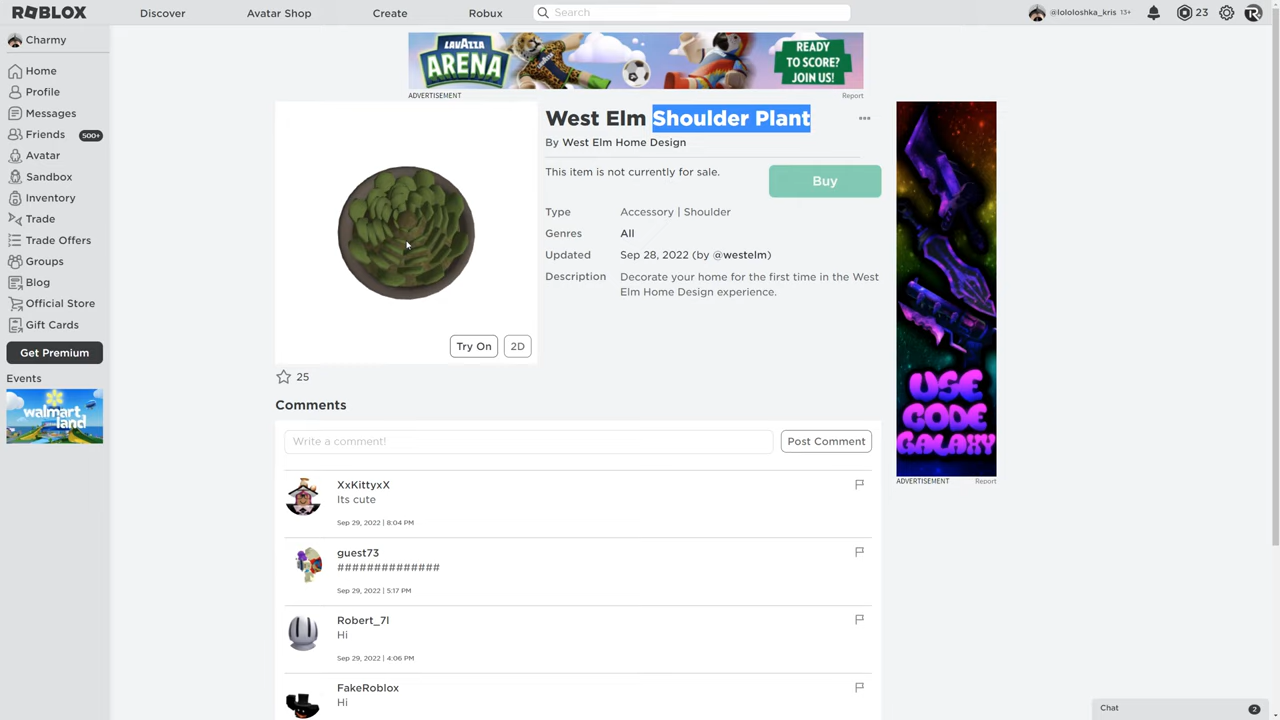 ROBLOX
Discover
Avatar Shop
Create
Robux
Search
@lololoshka_kris 13+
23
Charmy
Home
Profile
Messages
Friends 500+
Avatar
Sandbox
Inventory
Trade
Trade Offers
Groups
Blog
Official Store
Gift Cards
Get Premium
Events
walmart
land
LAVAZZA
ARENA
READY
TO SCORE?
JOIN US!
ADVERTISEMENT
Report
West Elm Shoulder Plant
By West Elm Home Design
This item is not currently for sale.
Buy
Type Accessory | Shoulder
Genres All
Updated Sep 28, 2022 (by @westelm)
Description Decorate your home for the first time in the West
Elm Home Design experience.
Try On
2D
25
Comments
Write a comment!
Post Comment
XxKittyxX
Its cute
Sep 29, 2022 | 8:04 PM
guest73
##############
Sep 29, 2022 | 5:17 PM
Robert_7l
Hi
Sep 29, 2022 | 4:06 PM
FakeRoblox
Hi
USE
CODE
GALAXY
ADVERTISEMENT
Report
Chat
2